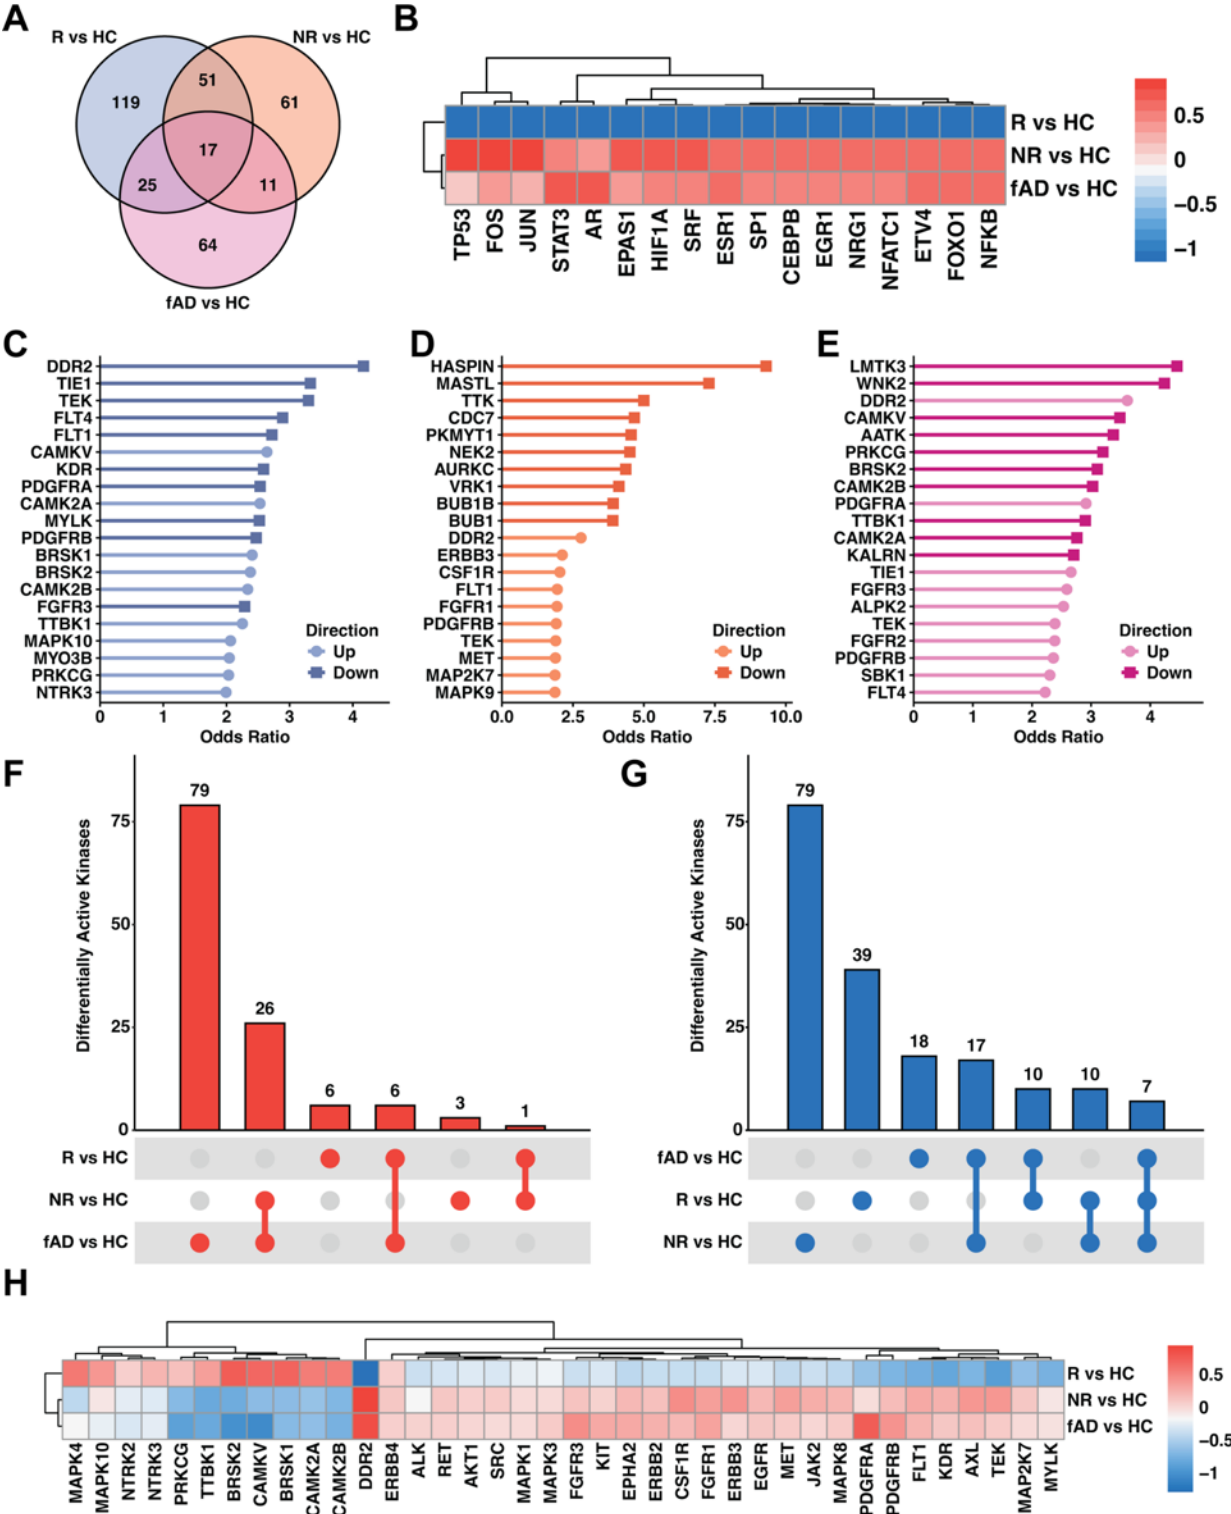 A
R vs HC
NR vs HC
119
51
61
17
25
11
64
fAD vs HC
B
R vs HC
NR vs HC
fAD vs HC
TP53
FOS
JUN
STAT3
AR
EPAS1
HIF1A
SRF
ESR1
SP1
CEBPB
EGR1
NRG1
NFATC1
ETV4
FOXO1
NFKB
0.5
0
−0.5
−1
C
DDR2
TIE1
TEK
FLT4
FLT1
CAMKV
KDR
PDGFRA
CAMK2A
MYLK
PDGFRB
BRSK1
BRSK2
CAMK2B
FGFR3
TTBK1
MAPK10
MYO3B
PRKCG
NTRK3
Direction
Up
Down
0 1 2 3 4
Odds Ratio
D
HASPIN
MASTL
TTK
CDC7
PKMYT1
NEK2
AURKC
VRK1
BUB1B
BUB1
DDR2
ERBB3
CSF1R
FLT1
FGFR1
PDGFRB
TEK
MET
MAP2K7
MAPK9
Direction
Up
Down
0.0 2.5 5.0 7.5 10.0
Odds Ratio
E
LMTK3
WNK2
DDR2
CAMKV
AATK
PRKCG
BRSK2
CAMK2B
PDGFRA
TTBK1
CAMK2A
KALRN
TIE1
FGFR3
ALPK2
TEK
FGFR2
PDGFRB
SBK1
FLT4
Direction
Up
Down
0 1 2 3 4
Odds Ratio
F
Differentially Active Kinases
75
50
25
0
79
26
6
6
3
1
R vs HC
NR vs HC
fAD vs HC
G
Differentially Active Kinases
75
50
25
0
79
39
18
17
10
10
7
fAD vs HC
R vs HC
NR vs HC
H
R vs HC
NR vs HC
fAD vs HC
MAPK4
MAPK10
NTRK2
NTRK3
PRKCG
TTBK1
BRSK2
CAMKV
BRSK1
CAMK2A
CAMK2B
DDR2
ERBB4
ALK
RET
AKT1
SRC
MAPK1
MAPK3
FGFR3
KIT
EPHA2
ERBB2
CSF1R
FGFR1
ERBB3
EGFR
MET
JAK2
MAPK8
PDGFRA
PDGFRB
FLT1
KDR
AXL
TEK
MAP2K7
MYLK
0.5
0
−0.5
−1